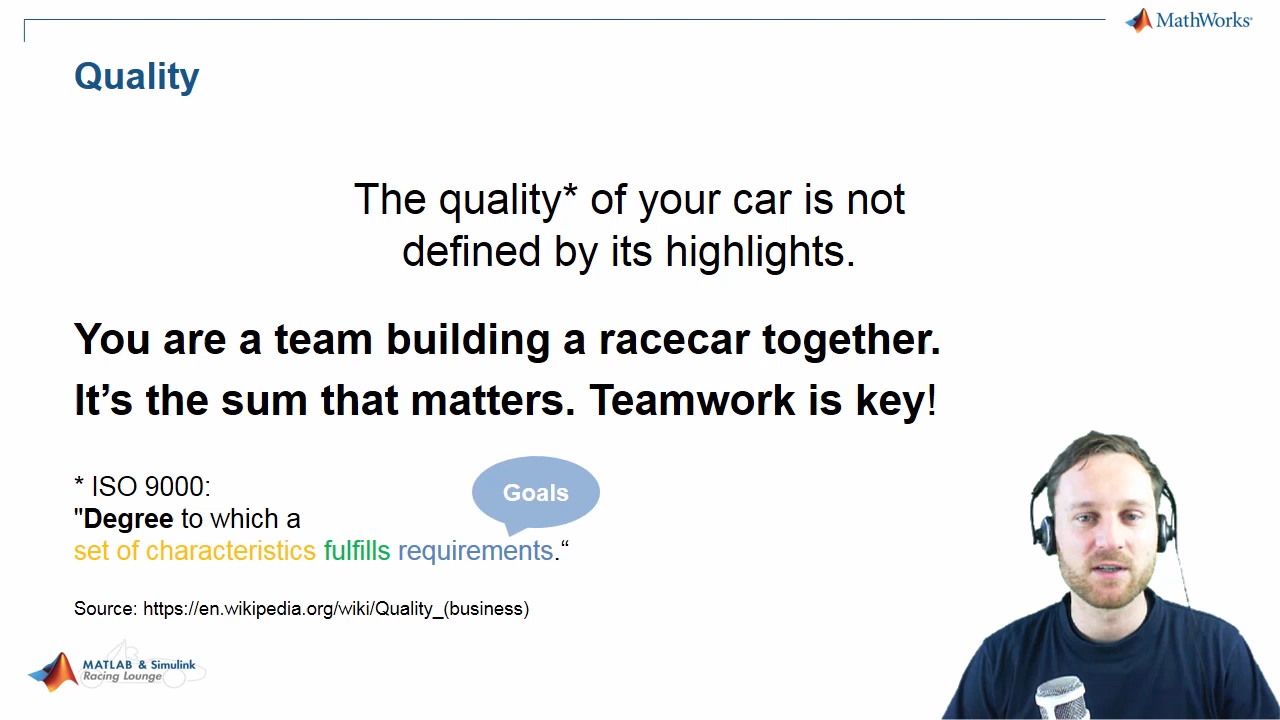 MathWorks®
Quality
The quality* of your car is not
defined by its highlights.
You are a team building a racecar together.
It’s the sum that matters. Teamwork is key!
* ISO 9000:
Goals
"Degree to which a
set of characteristics fulfills requirements.“
Source: https://en.wikipedia.org/wiki/Quality_(business)
MATLAB & Simulink
Racing Lounge